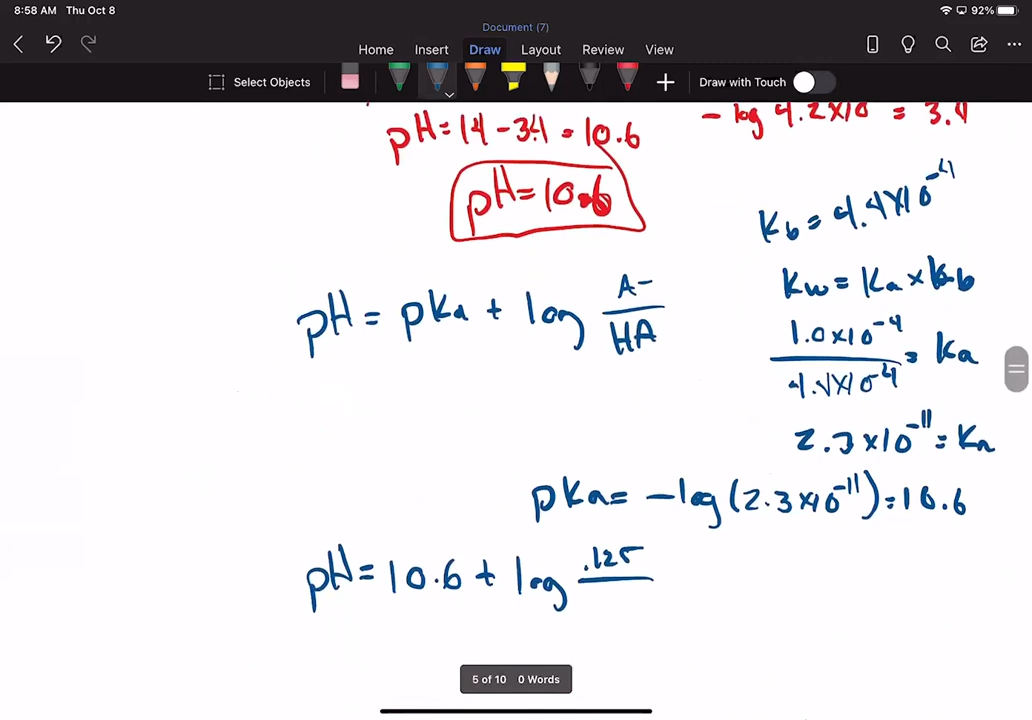 8:58 AM Thu Oct 8
92%
Document (7)
Home Insert Draw Layout Review View
Select Objects
Draw with Touch
pH = 14 - 3.4 = 10.6
- log 4.2x10 = 3.4
pH = 10.6
Kb = 4.4x10⁻⁴
Kw = Ka x Kb
pH = pKa + log A-/HA
1.0x10⁻⁴/4.4x10⁻⁴ = Ka
2.3x10⁻¹¹ = Ka
pKa = -log(2.3x10⁻¹¹) = 10.6
pH = 10.6 + log .125
5 of 10 0 Words